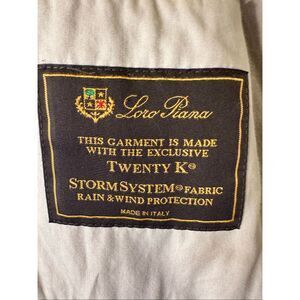 Loro Piana
THIS GARMENT IS MADE
WITH THE EXCLUSIVE
TWENTY K®
STORM SYSTEM® FABRIC
RAIN & WIND PROTECTION
MADE IN ITALY